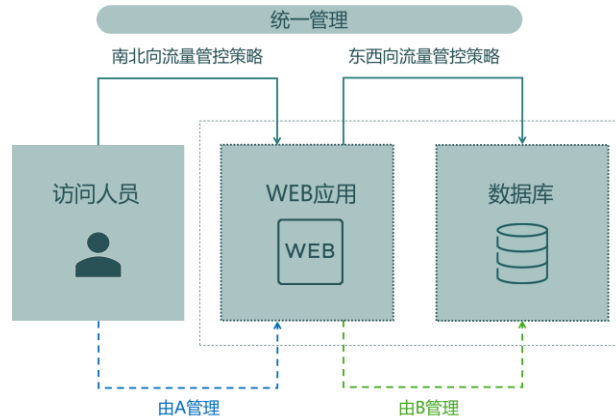 统一管理
南北向流量管控策略
东西向流量管控策略
访问人员
WEB应用
数据库
WEB
由A管理
由B管理